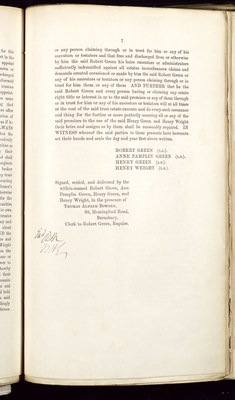 7
or any person claiming through or in trust for him or any of his
ancestors or testators and that free and discharged from or otherwise
by him the said Robert Green his heirs executors or administrators
sufficiently indemnified against all estates incumbrances claims and
demands created occasioned or made by him the said Robert Green or
any of his ancestors or testators or any person claiming through or in
trust for him them or any of them AND FURTHER that he the
said Robert Green and every person having or claiming any estate
right title or interest in or to the said premises or any of them through
or in trust for him or any of his ancestors or testators will at all times
at the cost of the said trust estate execute and do every such assurance
and thing for the further or more perfectly assuring all or any of the
said premises to the use of the said Henry Green and Henry Wright
their heirs and assigns as by them shall be reasonably required. IN
WITNESS whereof the said parties to these presents have hereunto
set their hands and seals the day and year first above written.
ROBERT GREEN (L.S.)
ANNE PAMPLIN GREEN (L.S.)
HENRY GREEN (L.S.)
HENRY WRIGHT (L.S.)
Signed, sealed, and delivered by the
within-named Robert Green, Ann
Pamplin Green, Henry Green, and
Henry Wright, in the presence of
THOMAS ALFRED
Road,
Barnsbury,
Clerk to Robert Green, Esquire.